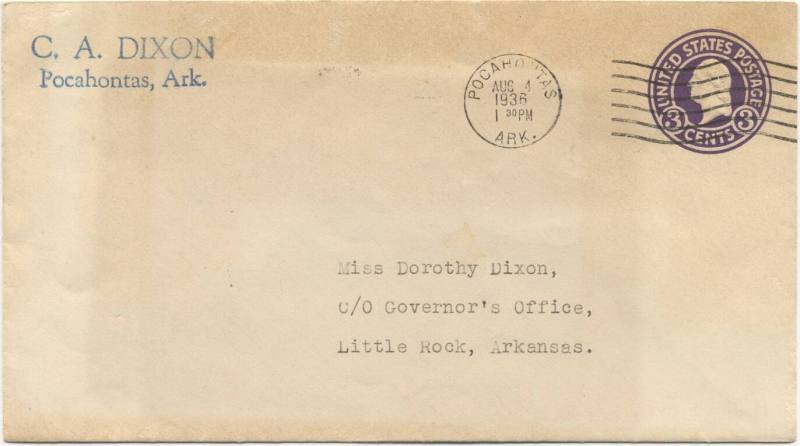 C. A. DIXON
Pocahontas, Ark.
POCAHONTAS
AUG 4
1936
1 30 PM
ARK.
UNITED STATES POSTAGE
3 CENTS 3
Miss Dorothy Dixon,
C/O Governor's Office,
Little Rock, Arkansas.